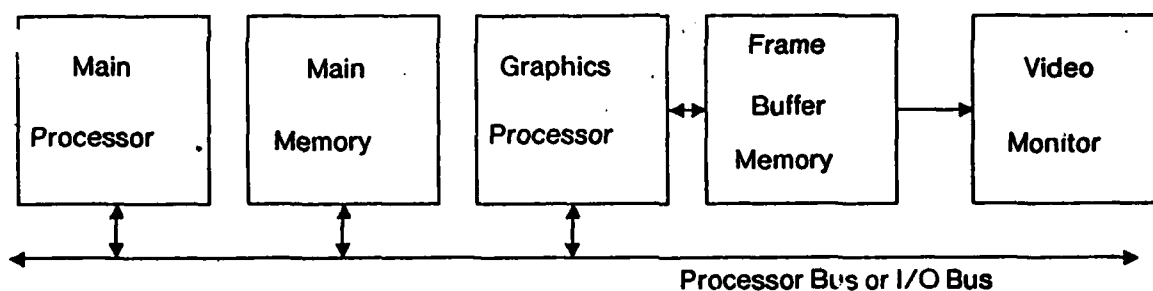 Main
Processor
Main
Memory
Graphics
Processor
Frame
Buffer
Memory
Video
Monitor
Processor Bus or I/O Bus